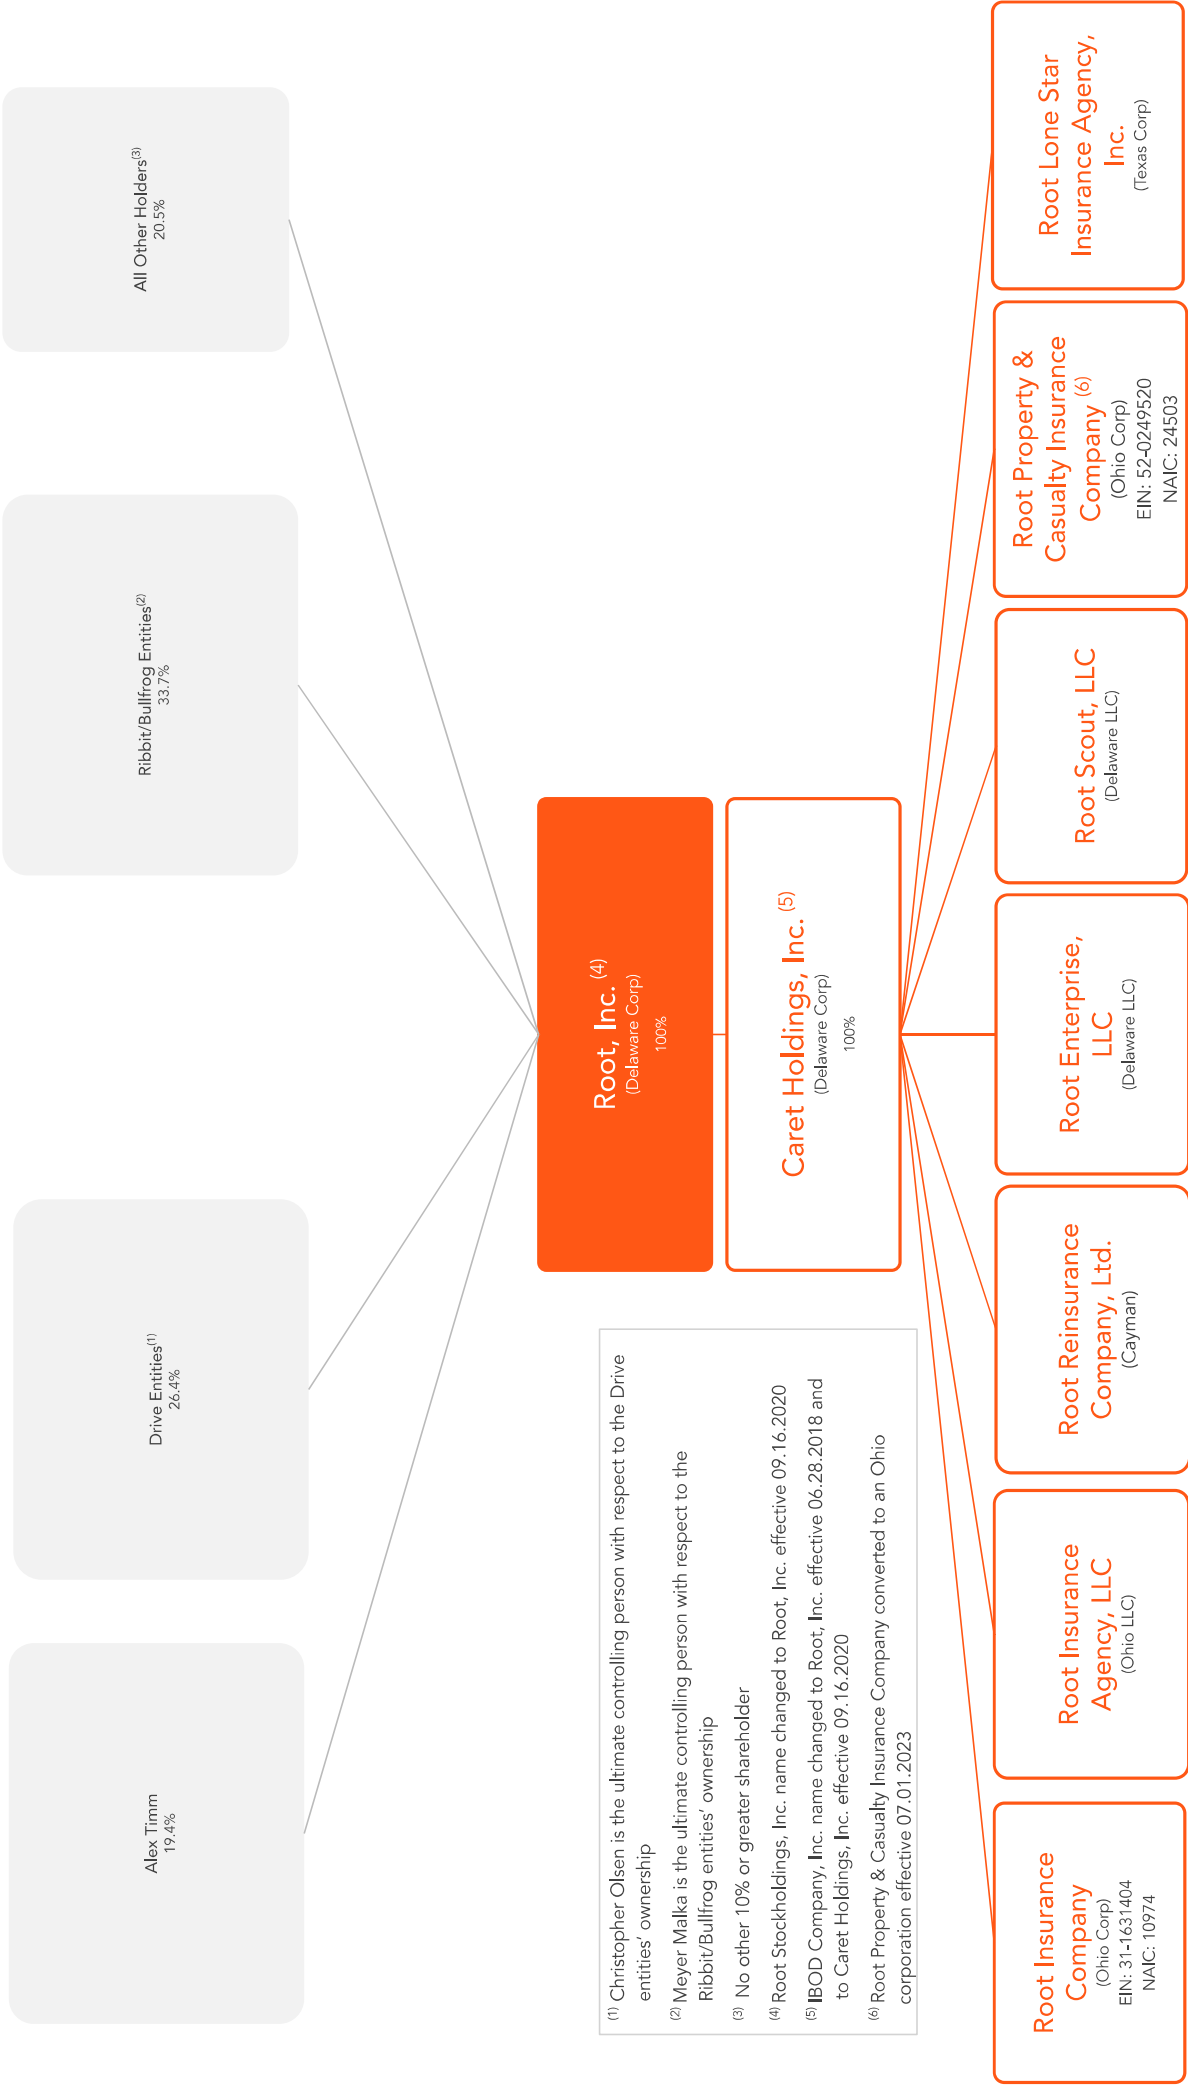 Alex Timm
19.4%
Drive Entities(1)
26.4%
Ribbit/Bullfrog Entities(2)
33.7%
All Other Holders(3)
20.5%
Root, Inc. (4)
(Delaware Corp)
100%
Caret Holdings, Inc. (5)
(Delaware Corp)
100%
(1) Christopher Olsen is the ultimate controlling person with respect to the Drive
entities’ ownership
(2) Meyer Malka is the ultimate controlling person with respect to the
Ribbit/Bullfrog entities’ ownership
(3) No other 10% or greater shareholder
(4) Root Stockholdings, Inc. name changed to Root, Inc. effective 09.16.2020
(5) IBOD Company, Inc. name changed to Root, Inc. effective 06.28.2018 and
to Caret Holdings, Inc. effective 09.16.2020
(6) Root Property & Casualty Insurance Company converted to an Ohio
corporation effective 07.01.2023
Root Insurance
Company
(Ohio Corp)
EIN: 31-1631404
NAIC: 10974
Root Insurance
Agency, LLC
(Ohio LLC)
Root Reinsurance
Company, Ltd.
(Cayman)
Root Enterprise,
LLC
(Delaware LLC)
Root Scout, LLC
(Delaware LLC)
Root Property &
Casualty Insurance
Company (6)
(Ohio Corp)
EIN: 52-0249520
NAIC: 24503
Root Lone Star
Insurance Agency,
Inc.
(Texas Corp)